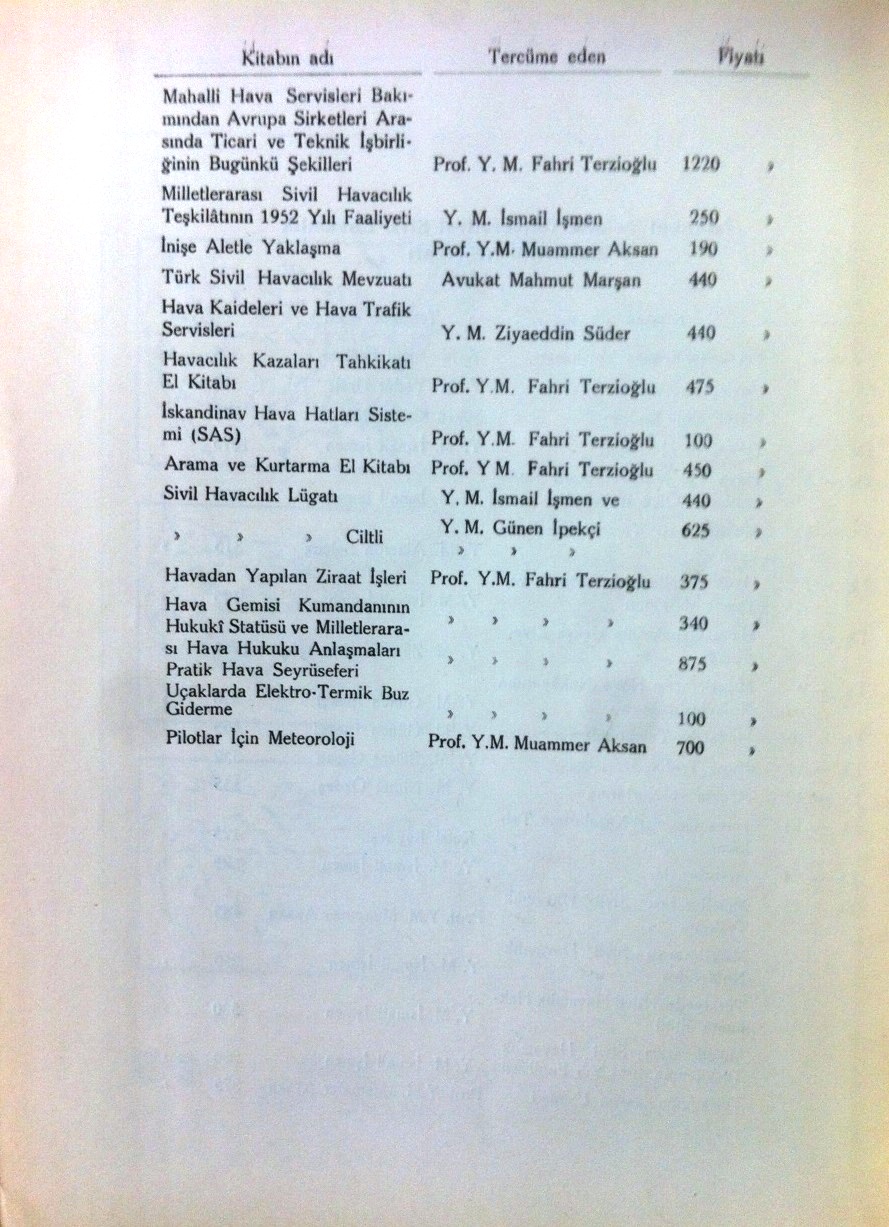 Kitabın adı Tercüme eden Fiyatı
Mahalli Hava Servisleri Bakı-
mından Avrupa Sirketleri Ara-
sında Ticari ve Teknik İşbirli-
ğinin Bugünkü Şekilleri Prof. Y. M. Fahri Terzioğlu 1220 »
Milletlerarası Sivil Havacılık
Teşkilâtının 1952 Yılı Faaliyeti Y. M. İsmail İşmen 250 »
İnişe Aletle Yaklaşma Prof. Y.M. Muammer Aksan 190 »
Türk Sivil Havacılık Mevzuatı Avukat Mahmut Marşan 440 »
Hava Kaideleri ve Hava Trafik
Servisleri Y. M. Ziyaeddin Süder 440 »
Havacılık Kazaları Tahkikatı
El Kitabı Prof. Y.M. Fahri Terzioğlu 475 »
İskandinav Hava Hatları Siste-
mi (SAS) Prof. Y.M. Fahri Terzioğlu 100 »
Arama ve Kurtarma El Kitabı Prof. Y M. Fahri Terzioğlu 450 »
Sivil Havacılık Lügatı Y. M. İsmail İşmen ve 440 »
» » » Ciltli Y. M. Günen İpekçi 625 »
» » »
Havadan Yapılan Ziraat İşleri Prof. Y.M. Fahri Terzioğlu 375 »
Hava Gemisi Kumandanının
Hukukî Statüsü ve Milletlerara- » » » » 340 »
sı Hava Hukuku Anlaşmaları
Pratik Hava Seyrüseferi » » » » 875 »
Uçaklarda Elektro-Termik Buz
Giderme » » » » 100 »
Pilotlar İçin Meteoroloji Prof. Y.M. Muammer Aksan 700 »